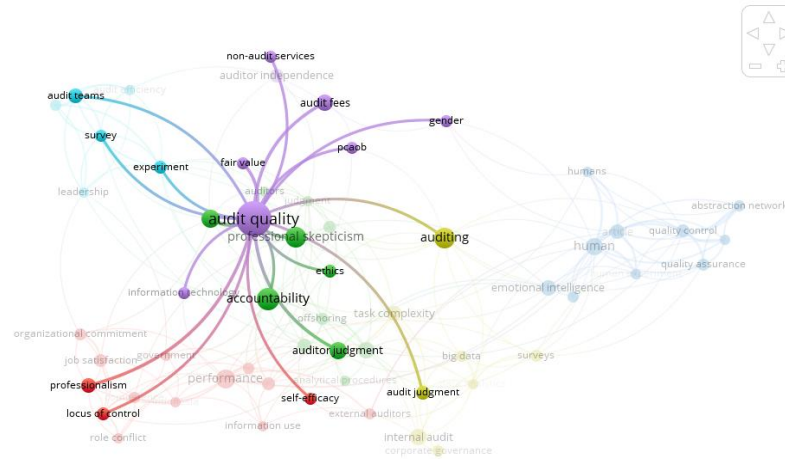 non-audit services
auditor independence
audit teams
audit fees
survey
gender
pcaob
fair value
experiment
humans
leadership
auditors
abstraction network
audit quality
professional skepticism
auditing
human
quality control
quality assurance
ethics
information technology
accountability
emotional intelligence
offshoring
task complexity
organizational commitment
auditor judgment
job satisfaction
government
big data
surveys
performance
analytical procedures
professionalism
self-efficacy
audit judgment
locus of control
external auditors
information use
role conflict
internal audit
corporate governance